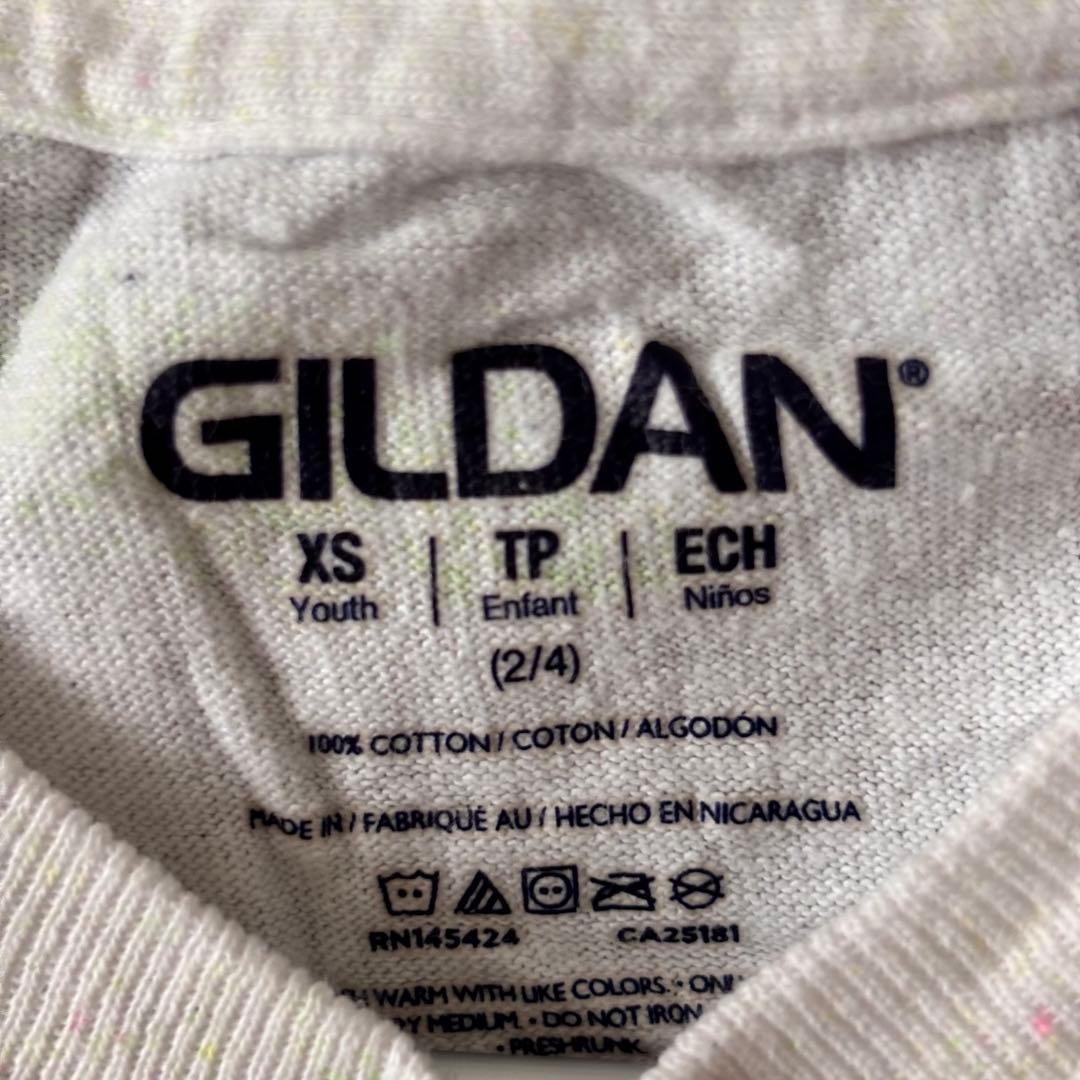 GILDAN®
XS | TP | ECH
Youth Enfant Niños
(2/4)
100% COTTON / COTON / ALGODÓN
MADE IN / FABRIQUÉ AU / HECHO EN NICARAGUA
RN145424 CA25181
WARM WITH LIKE COLORS. •
MEDIUM. • DO NOT IRON
• PRESHRUNK